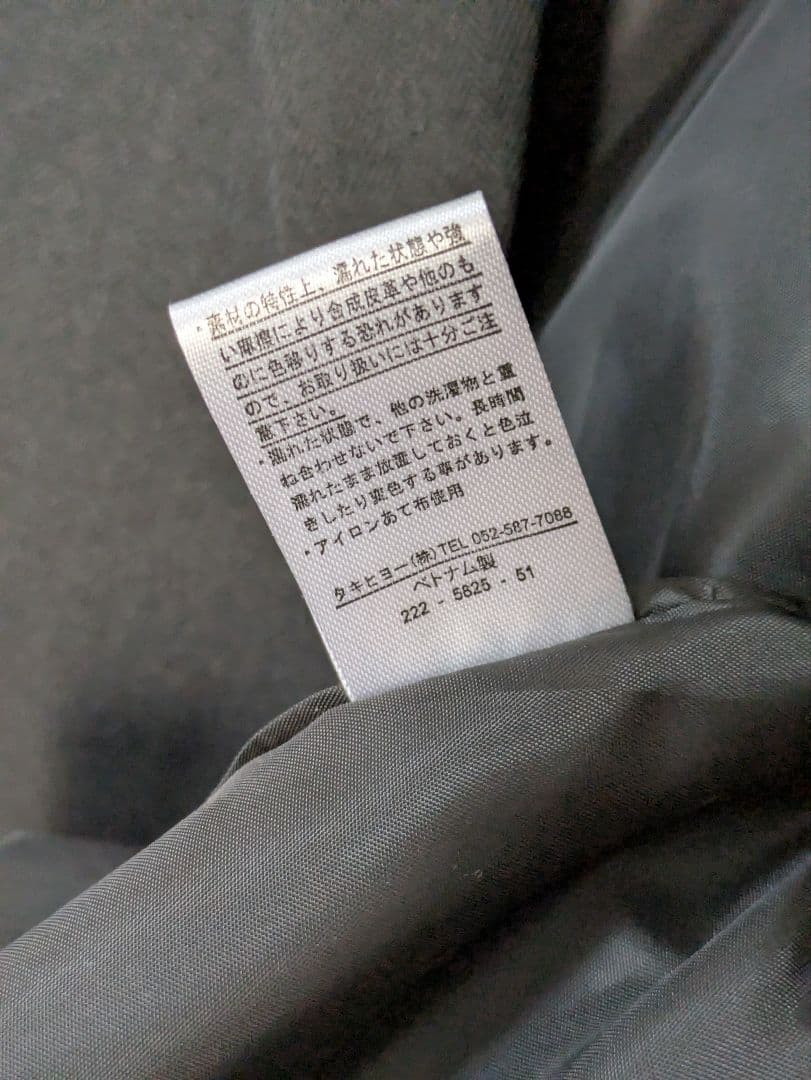 ・素材の特性上、濡れた状態や強
い摩擦により合成皮革や他のも
のに色移りする恐れがあります
ので、お取り扱いには十分ご注
意下さい。
・濡れた状態で、他の洗濯物と重
ね合わせないで下さい。長時間
濡れたまま放置しておくと色泣
きしたり変色する事があります。
・アイロンあて布使用
タキヒヨー(株)TEL 052-587-7088
ベトナム製
222 - 5825 - 51